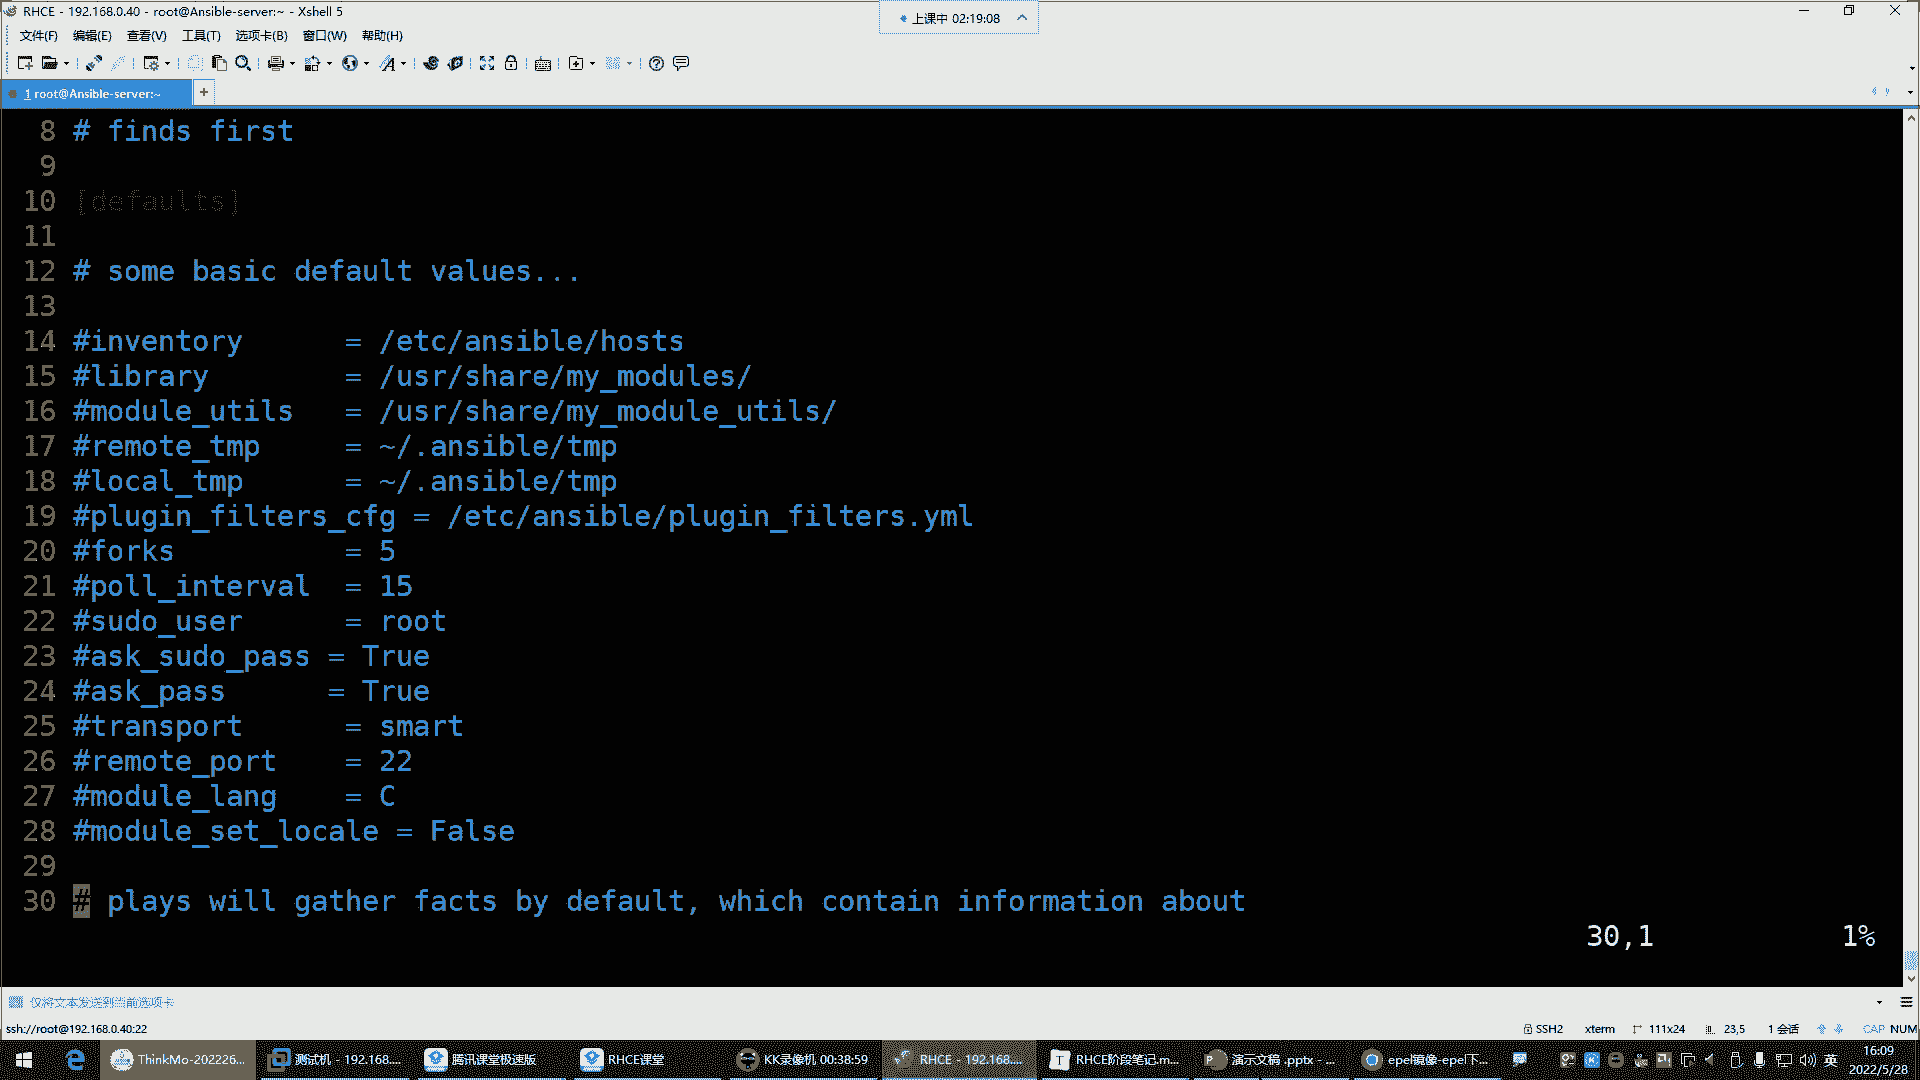 RHCE - 192.168.0.40 - root@Ansible-server:~ - Xshell 5
上课中 02:19:08
文件(F) 编辑(E) 查看(V) 工具(T) 选项卡(B) 窗口(W) 帮助(H)
1 root@Ansible-server:~
8 # finds first
9
10 [defaults]
11
12 # some basic default values...
13
14 #inventory      = /etc/ansible/hosts
15 #library        = /usr/share/my_modules/
16 #module_utils   = /usr/share/my_module_utils/
17 #remote_tmp     = ~/.ansible/tmp
18 #local_tmp      = ~/.ansible/tmp
19 #plugin_filters_cfg = /etc/ansible/plugin_filters.yml
20 #forks          = 5
21 #poll_interval  = 15
22 #sudo_user      = root
23 #ask_sudo_pass = True
24 #ask_pass      = True
25 #transport      = smart
26 #remote_port    = 22
27 #module_lang    = C
28 #module_set_locale = False
29
30 # plays will gather facts by default, which contain information about
30,1 1%
仅将文本发送到当前选项卡
ssh://root@192.168.0.40:22 SSH2 xterm 111x24 23,5 1 会话 CAP NUM
ThinkMo-202226... 测试机 - 192.168.... 腾讯课堂极速版 RHCE课堂 KK录像机 00:38:59 RHCE - 192.168.... RHCE阶段笔记.m... 演示文稿 .pptx - ... epel镜像-epel下... 英 16:09
2022/5/28